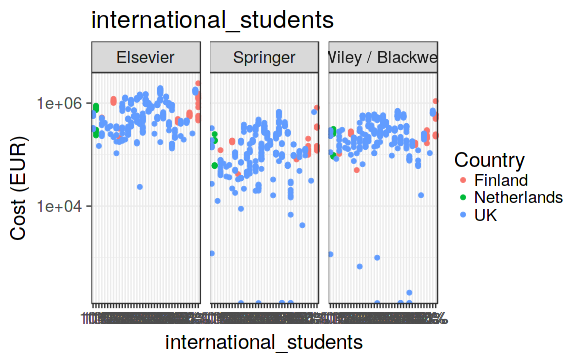 international_students
Elsevier
Springer
Wiley / Blackwe
1e+06
1e+04
Cost (EUR)
Country
Finland
Netherlands
UK
international_students